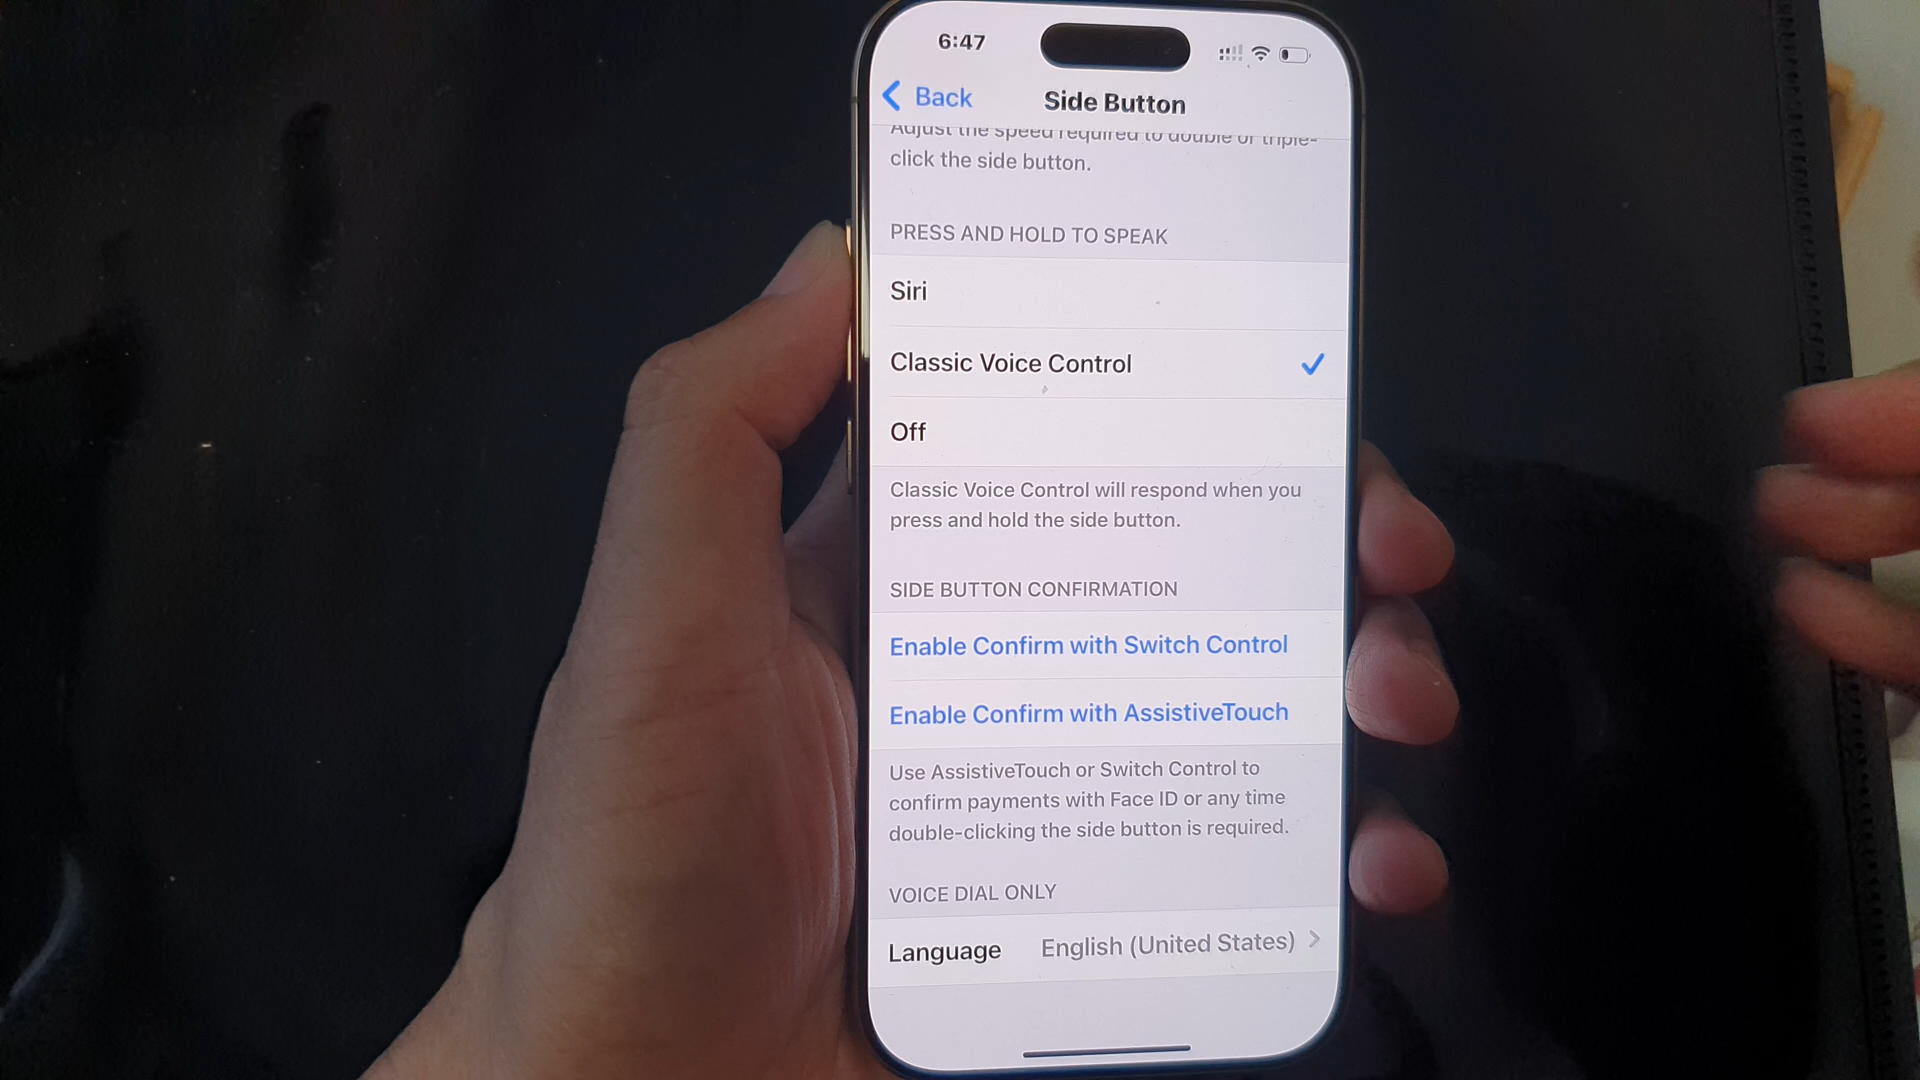 6:47
Back
Side Button
Adjust the speed required to double or triple-
click the side button.
PRESS AND HOLD TO SPEAK
Siri
Classic Voice Control
Off
Classic Voice Control will respond when you
press and hold the side button.
SIDE BUTTON CONFIRMATION
Enable Confirm with Switch Control
Enable Confirm with AssistiveTouch
Use AssistiveTouch or Switch Control to
confirm payments with Face ID or any time
double-clicking the side button is required.
VOICE DIAL ONLY
Language English (United States)